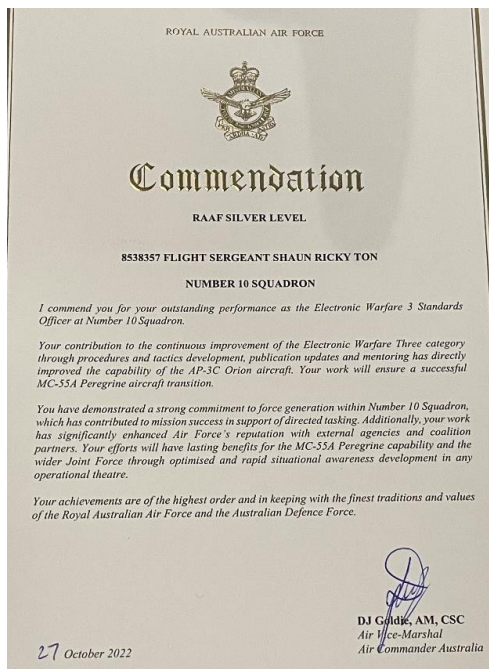 ROYAL AUSTRALIAN AIR FORCE
Commendation
RAAF SILVER LEVEL
8538357 FLIGHT SERGEANT SHAUN RICKY TON
NUMBER 10 SQUADRON
I commend you for your outstanding performance as the Electronic Warfare 3 Standards
Officer at Number 10 Squadron.
Your contribution to the continuous improvement of the Electronic Warfare Three category
through procedures and tactics development, publication updates and mentoring has directly
improved the capability of the AP-3C Orion aircraft. Your work will ensure a successful
MC-55A Peregrine aircraft transition.
You have demonstrated a strong commitment to force generation within Number 10 Squadron,
which has contributed to mission success in support of directed tasking. Additionally, your work
has significantly enhanced Air Force's reputation with external agencies and coalition
partners. Your efforts will have lasting benefits for the MC-55A Peregrine capability and the
wider Joint Force through optimised and rapid situational awareness development in any
operational theatre.
Your achievements are of the highest order and in keeping with the finest traditions and values
of the Royal Australian Air Force and the Australian Defence Force.
DJ Goldie, AM, CSC
Air Vice-Marshal
Air Commander Australia
27 October 2022